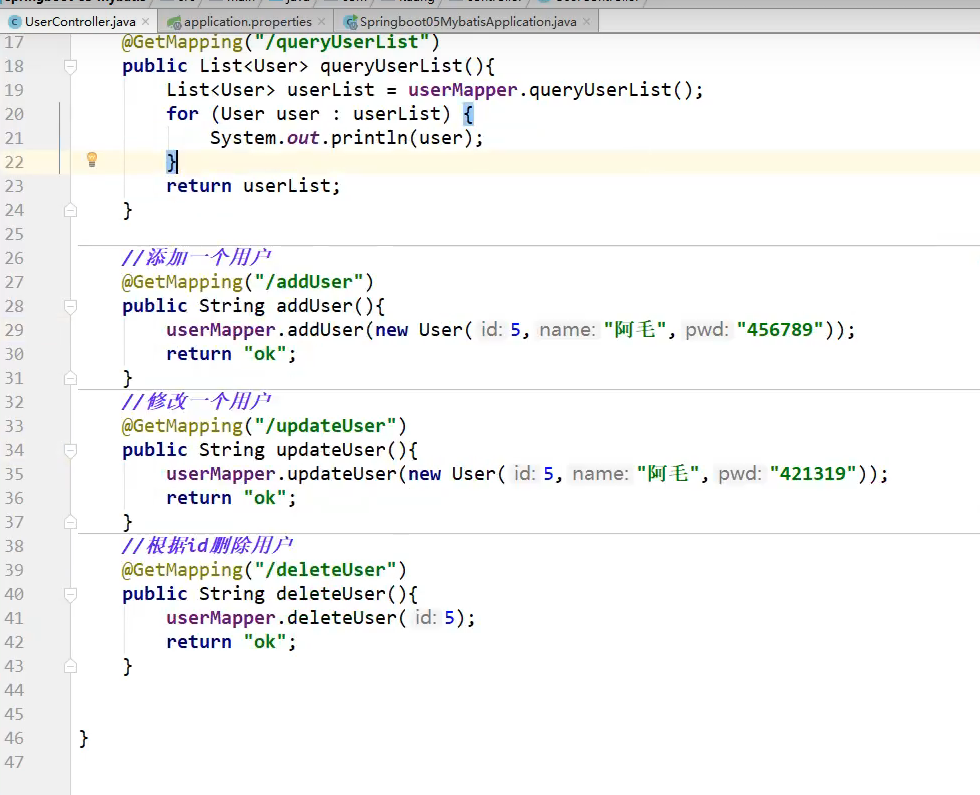 UserController.java application.properties Springboot05MybatisApplication.java
17 @GetMapping("/queryUserList")
18 public List<User> queryUserList(){
19 List<User> userList = userMapper.queryUserList();
20 for (User user : userList) {
21 System.out.println(user);
22 }
23 return userList;
24 }
25
26 //添加一个用户
27 @GetMapping("/addUser")
28 public String addUser(){
29 userMapper.addUser(new User( id: 5, name: "阿毛", pwd: "456789"));
30 return "ok";
31 }
32 //修改一个用户
33 @GetMapping("/updateUser")
34 public String updateUser(){
35 userMapper.updateUser(new User( id: 5, name: "阿毛", pwd: "421319"));
36 return "ok";
37 }
38 //根据id删除用户
39 @GetMapping("/deleteUser")
40 public String deleteUser(){
41 userMapper.deleteUser( id: 5);
42 return "ok";
43 }
44
45
46 }
47